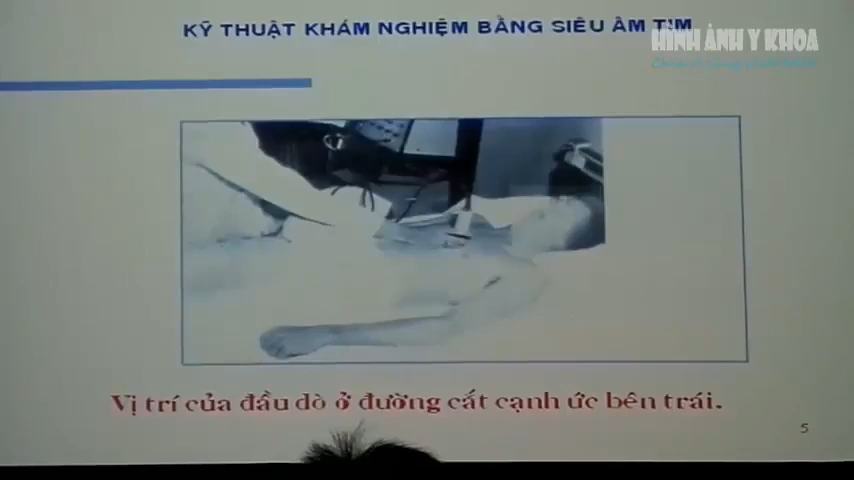 KỸ THUẬT KHÁM NGHIỆM BẰNG SIÊU ÂM TIM
HÌNH ẢNH Y KHOA
Vị trí của đầu dò ở đường cắt cạnh ức bên trái.
5